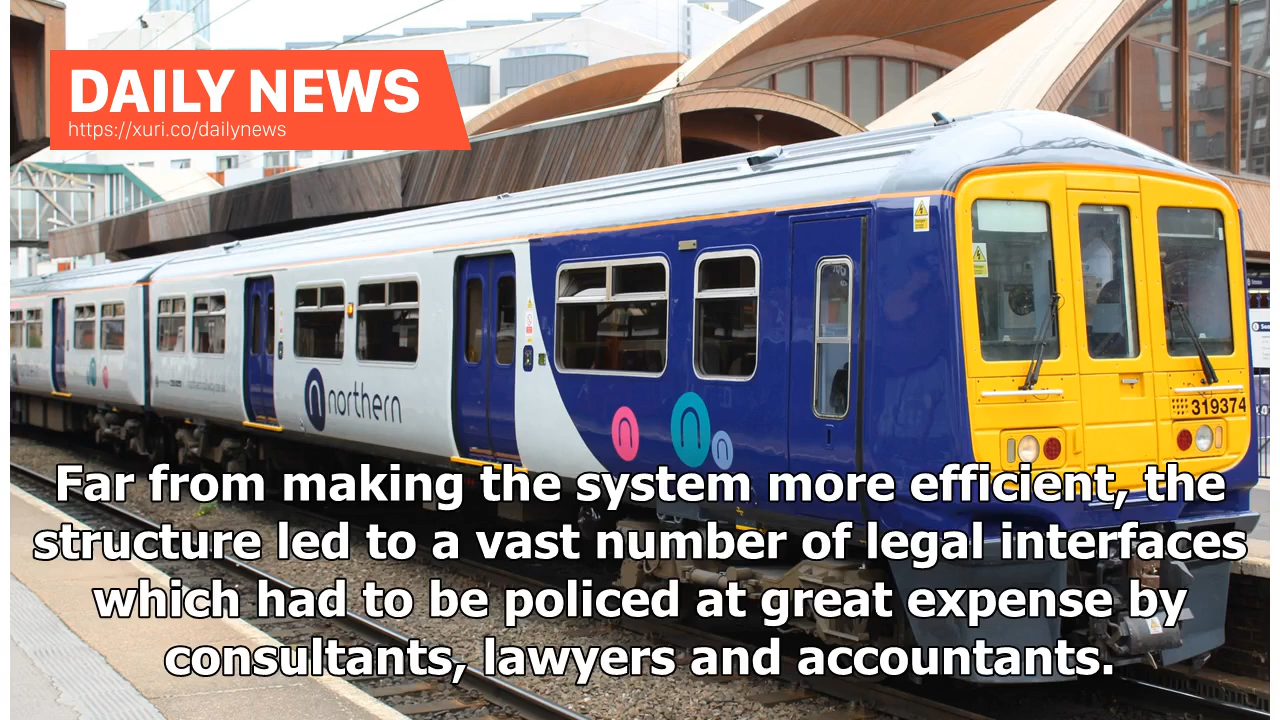 DAILY NEWS
https://xuri.co/dailynews
northern
319374
Far from making the system more efficient, the
structure led to a vast number of legal interfaces
which had to be policed at great expense by
consultants, lawyers and accountants.